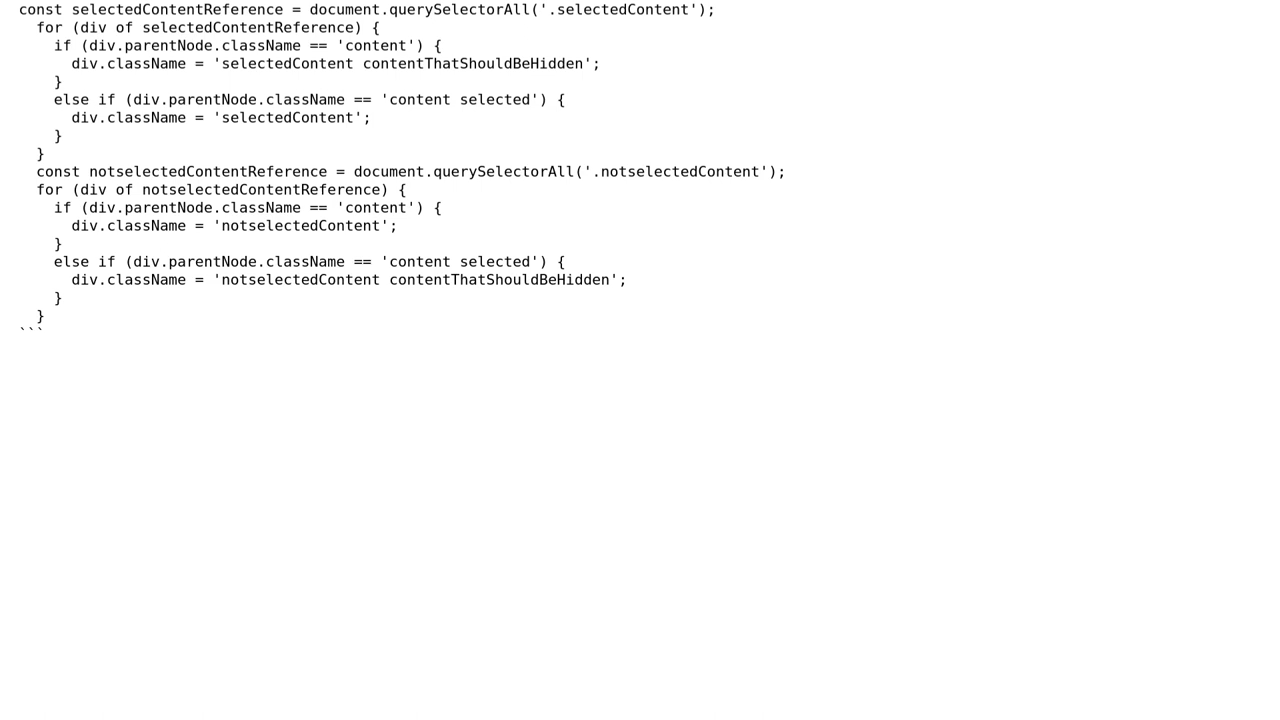 const selectedContentReference = document.querySelectorAll('.selectedContent');
  for (div of selectedContentReference) {
    if (div.parentNode.className == 'content') {
      div.className = 'selectedContent contentThatShouldBeHidden';
    }
    else if (div.parentNode.className == 'content selected') {
      div.className = 'selectedContent';
    }
  }
  const notselectedContentReference = document.querySelectorAll('.notselectedContent');
  for (div of notselectedContentReference) {
    if (div.parentNode.className == 'content') {
      div.className = 'notselectedContent';
    }
    else if (div.parentNode.className == 'content selected') {
      div.className = 'notselectedContent contentThatShouldBeHidden';
    }
  }
```